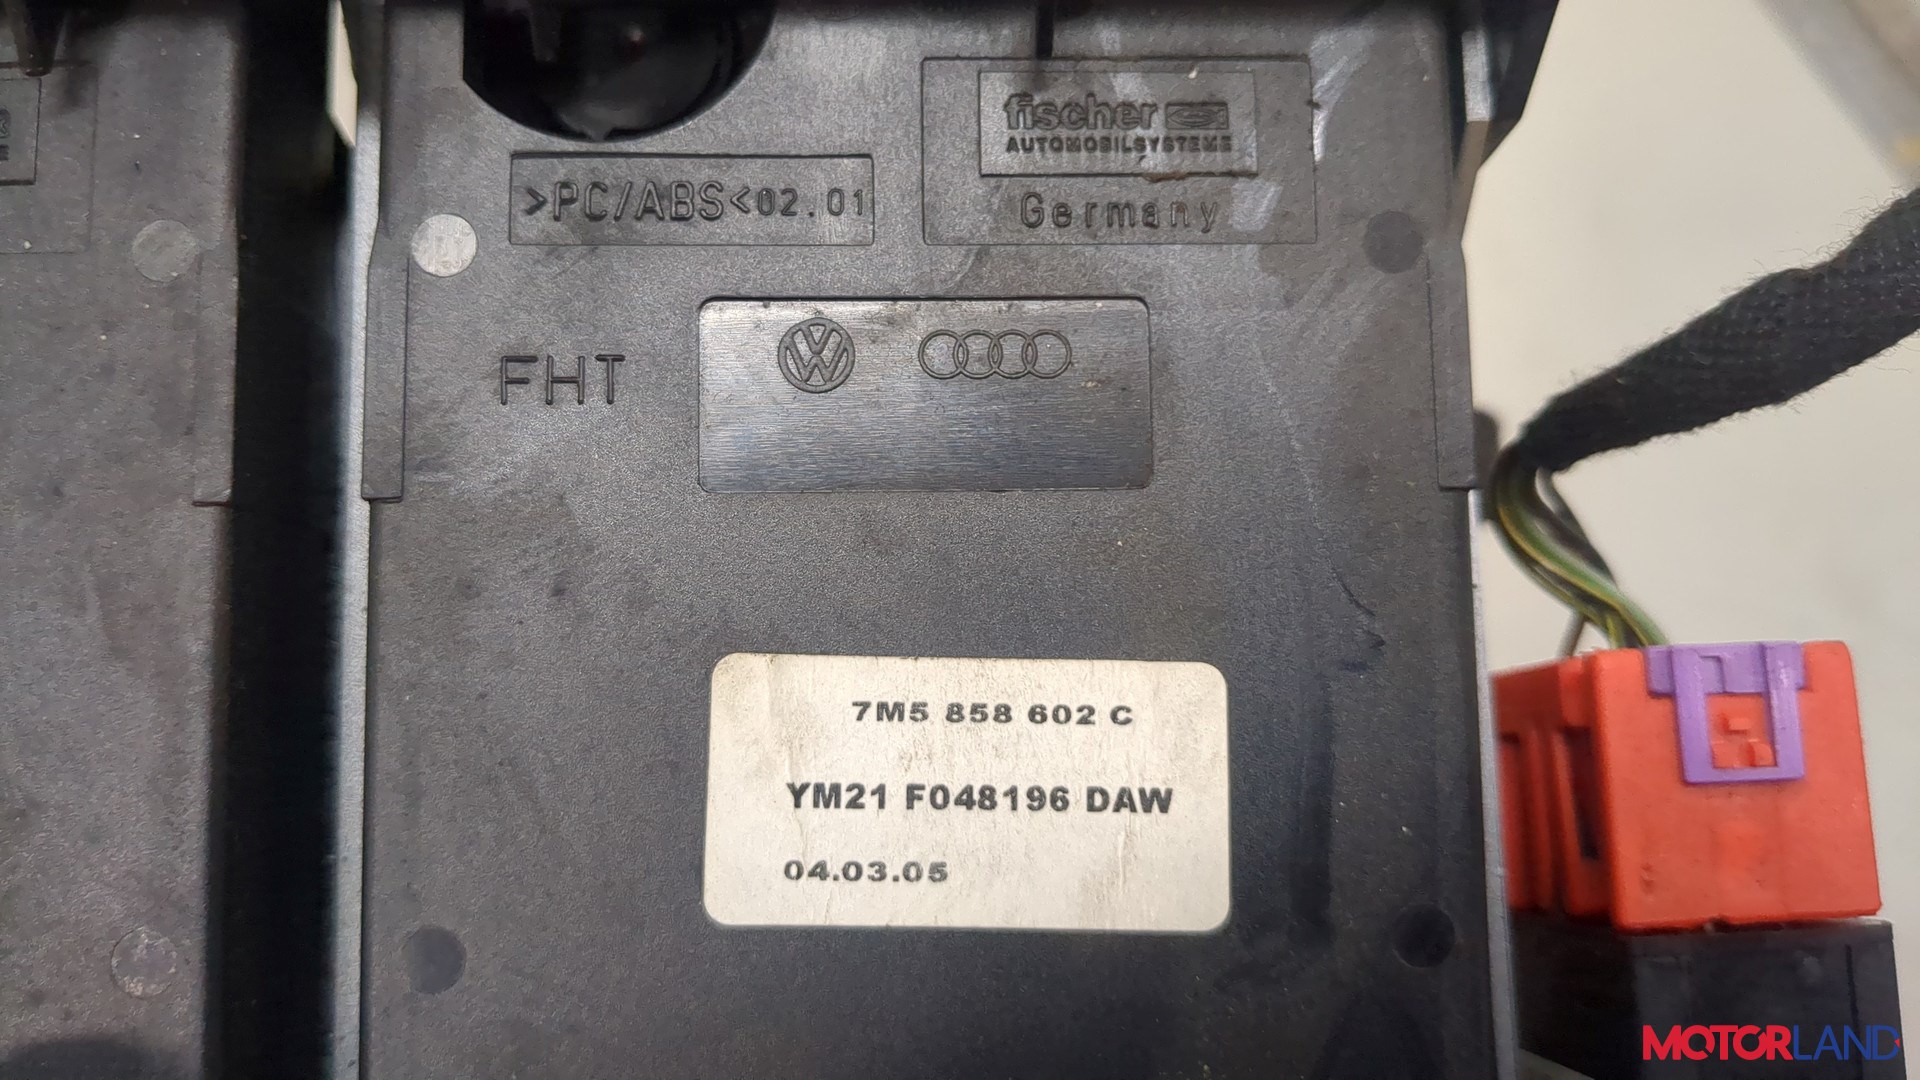 fischer
AUTOMOBILSYSTEME
Germany
>PC/ABS<02.01
FHT
7M5 858 602 C
YM21 F048196 DAW
04.03.05
MOTORLAND